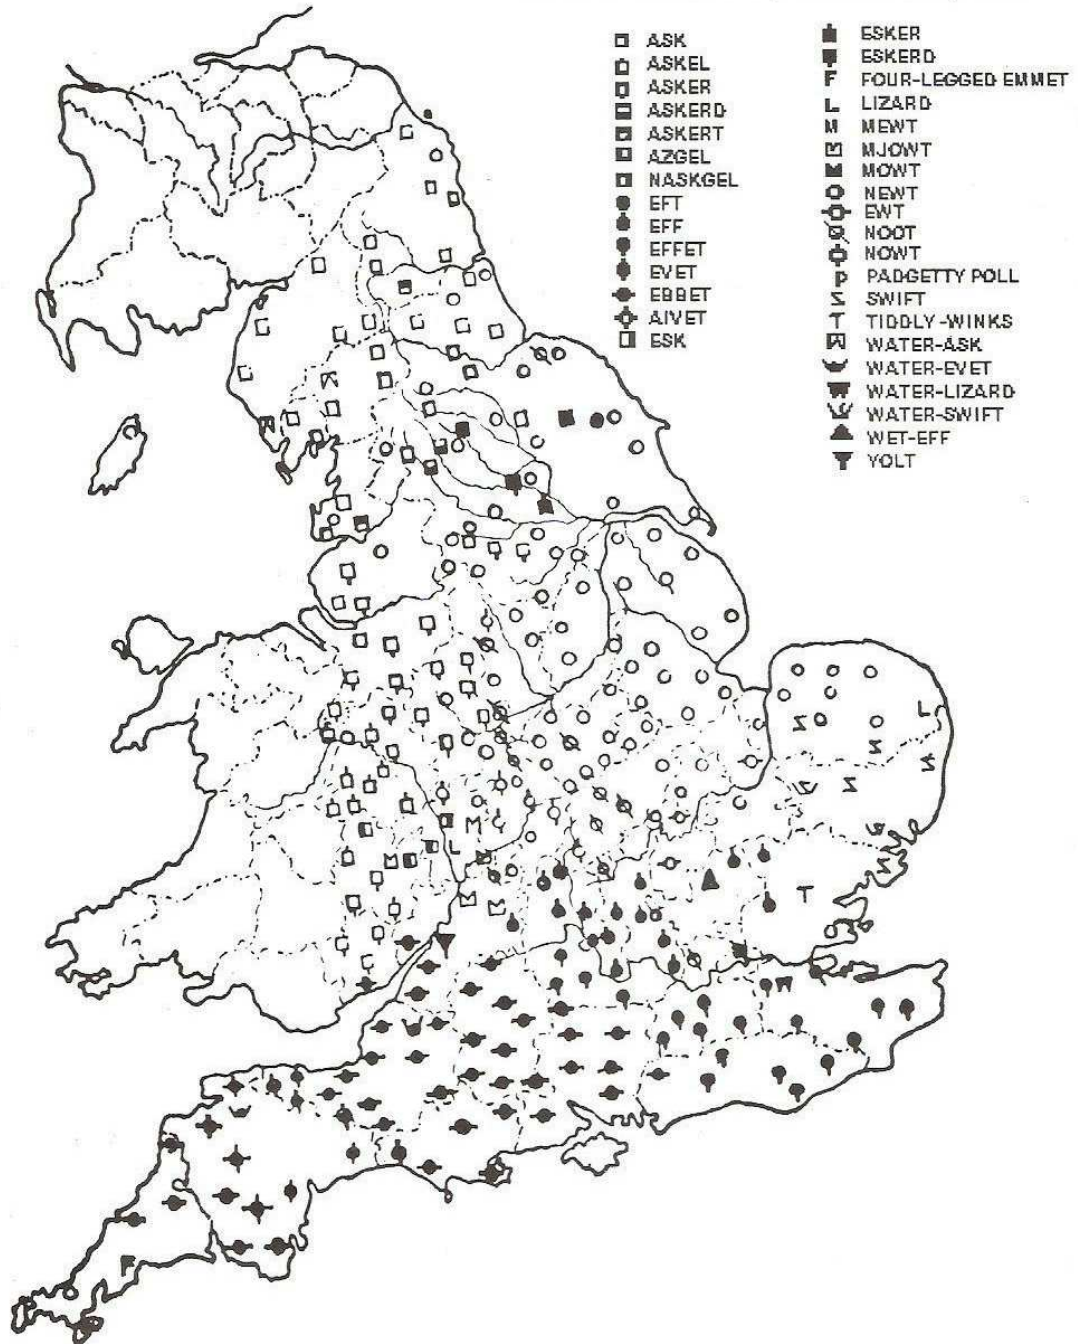 ASK
ASKEL
ASKER
ASKERD
ASKERT
AZGEL
NASKGEL
EFT
EFF
EFFET
EVET
EBBET
AIVET
ESK
ESKER
ESKERD
F FOUR-LEGGED EMMET
L LIZARD
M MEWT
MJOWT
MOWT
NEWT
EWT
NOOT
NOWT
P PADGETTY POLL
SWIFT
T TIDDLY-WINKS
WATER-ASK
WATER-EVET
WATER-LIZARD
WATER-SWIFT
WET-EFF
YOLT
L
M
L
T
F